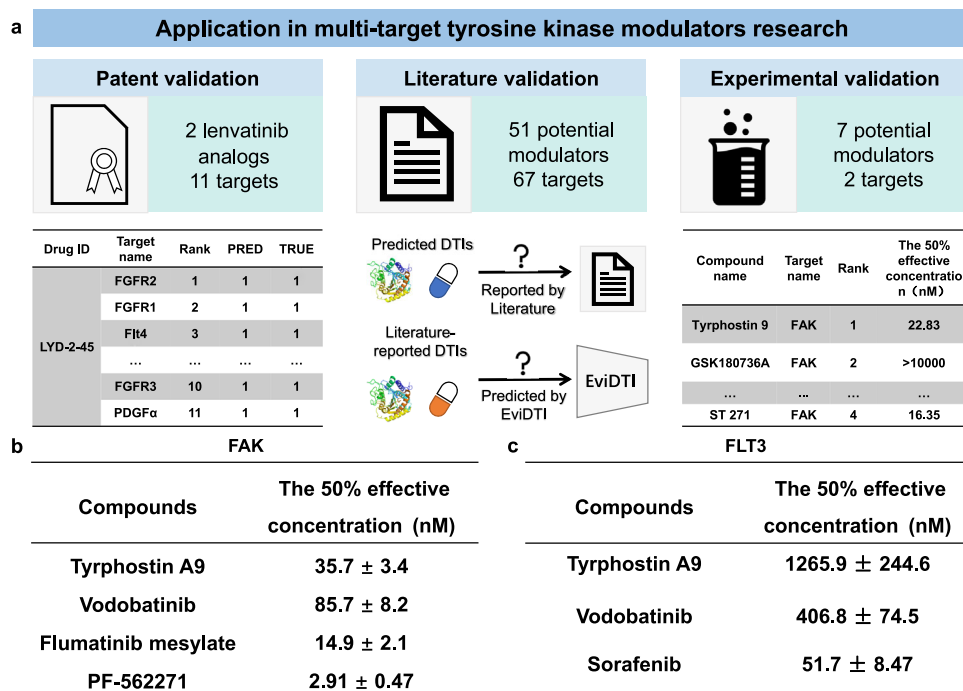 a
Application in multi-target tyrosine kinase modulators research
Patent validation
2 lenvatinib
analogs
11 targets
Literature validation
51 potential
modulators
67 targets
Experimental validation
7 potential
modulators
2 targets
Drug ID Target name Rank PRED TRUE
LYD-2-45
FGFR2 1 1 1
FGFR1 2 1 1
Flt4 3 1 1
... ... ... ...
FGFR3 10 1 1
PDGFα 11 1 1
Predicted DTIs
?
Reported by
Literature
Literature-
reported DTIs
?
Predicted by
EviDTI
EviDTI
Compound name Target name Rank The 50% effective concentratio n (nM)
Tyrphostin 9 FAK 1 22.83
GSK180736A FAK 2 >10000
... ... ... ...
ST 271 FAK 4 16.35
b
FAK
Compounds The 50% effective concentration (nM)
Tyrphostin A9 35.7 ± 3.4
Vodobatinib 85.7 ± 8.2
Flumatinib mesylate 14.9 ± 2.1
PF-562271 2.91 ± 0.47
c
FLT3
Compounds The 50% effective concentration (nM)
Tyrphostin A9 1265.9 ± 244.6
Vodobatinib 406.8 ± 74.5
Sorafenib 51.7 ± 8.47